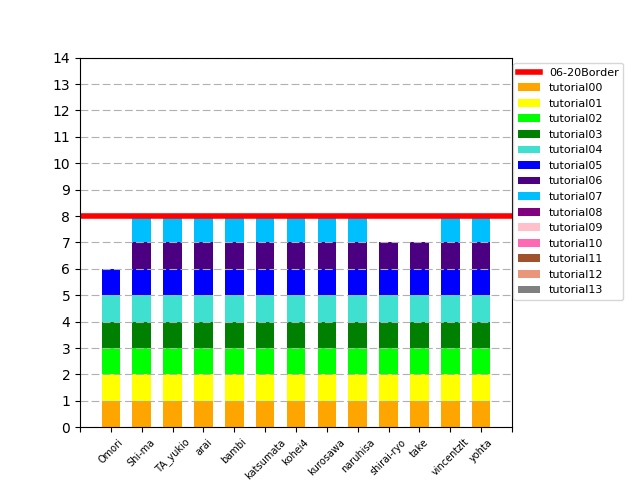 14
13
12
11
10
9
8
7
6
5
4
3
2
1
0
Omori
Shi-ma
TA_yukio
arai
bambi
katsumata
kohei4
kurosawa
naruhisa
shirai-ryo
take
vincentzlt
yohta
06-20Border
tutorial00
tutorial01
tutorial02
tutorial03
tutorial04
tutorial05
tutorial06
tutorial07
tutorial08
tutorial09
tutorial10
tutorial11
tutorial12
tutorial13